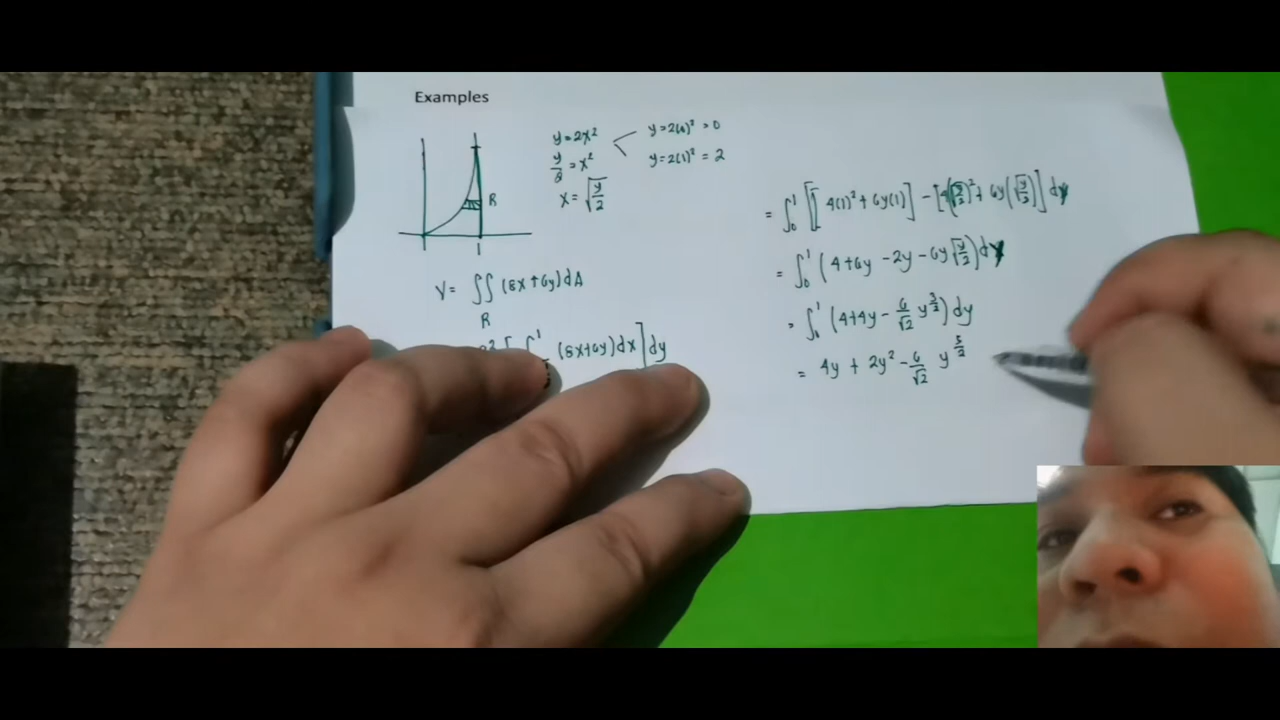 Examples
y = 2x²
y = 2(0)² = 0
y/2 = x²
y = 2(1)² = 2
x = √(y/2)
R
1
V = ∬ (8x + 6y) dA
R
(8x+6y)dx] dy
= ∫₀¹ [[4(1)² + 6y(1)] - [4(√(y/2))² + 6y(√(y/2))]] dy
= ∫₀¹ (4 + 6y - 2y - 6y√(y/2)) dy
= ∫₀¹ (4 + 4y - 6/√2 y^(3/2)) dy
= 4y + 2y² - 6/√2 y